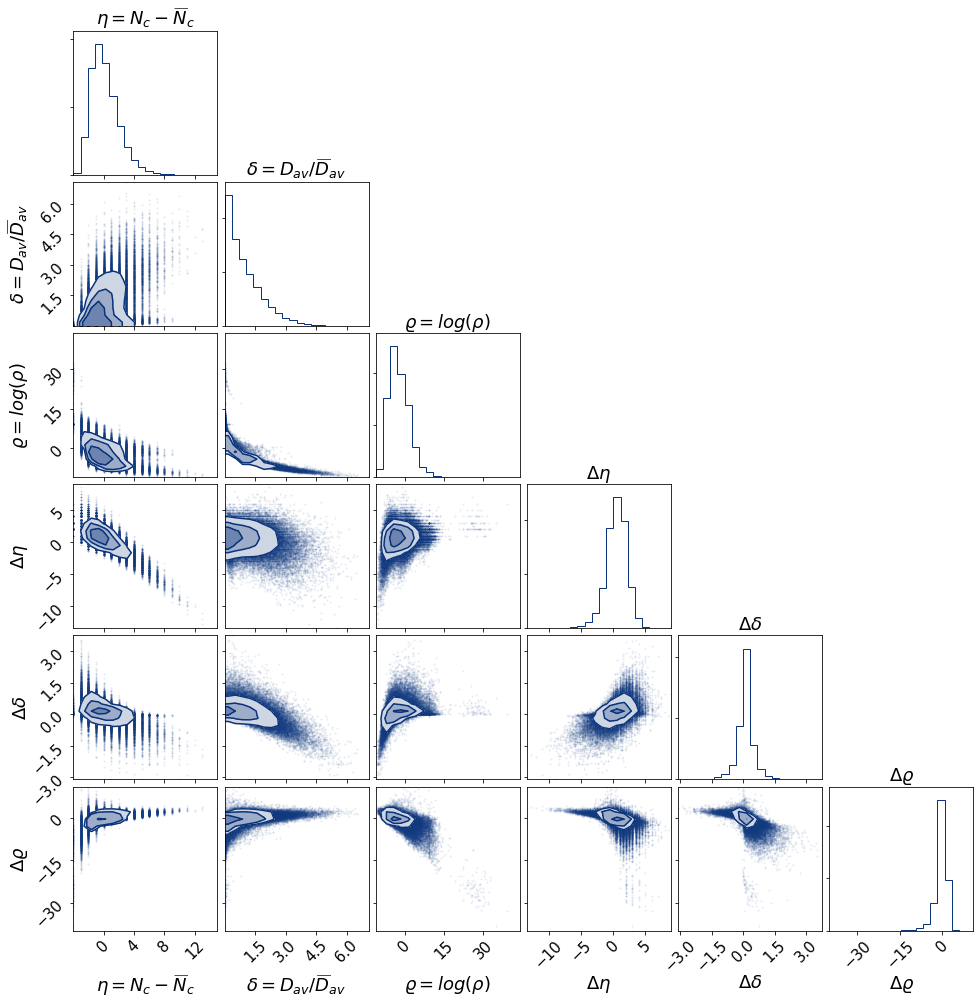 η = N_c − N̅_c
δ = D_av/D̅_av
δ = D_av/D̅_av
6.0
4.5
3.0
1.5
ϱ = log(ρ)
ϱ = log(ρ)
30
15
0
Δη
Δη
5
0
−5
−10
Δδ
Δδ
3.0
1.5
0.0
−1.5
−3.0
Δϱ
Δϱ
0
−15
−30
0 4 8 12 1.5 3.0 4.5 6.0 0 15 30 −10 −5 0 5 −3.0 −1.5 0.0 1.5 3.0 −30 −15 0
η = N_c − N̅_c δ = D_av/D̅_av ϱ = log(ρ) Δη Δδ Δϱ